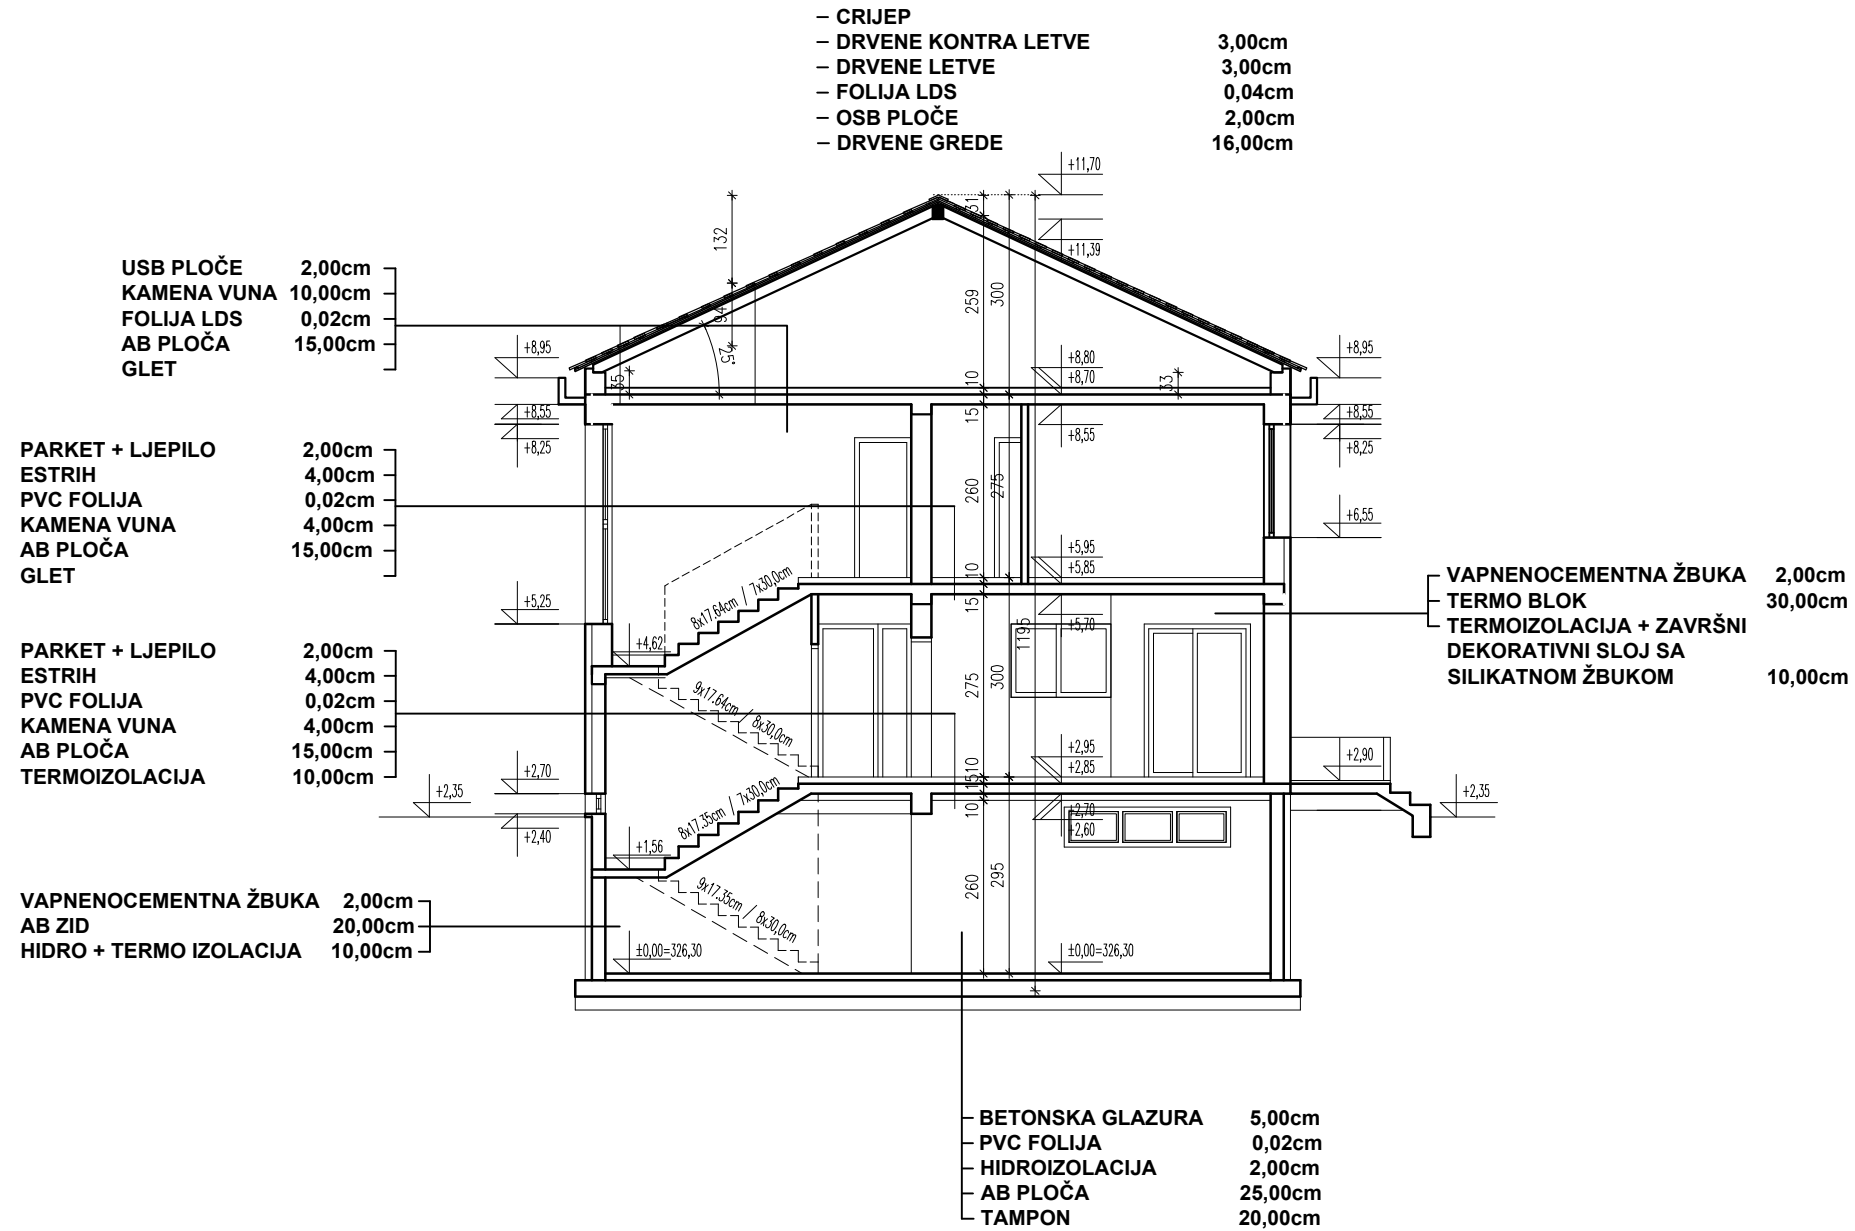 – CRIJEP
– DRVENE KONTRA LETVE 3,00cm
– DRVENE LETVE 3,00cm
– FOLIJA LDS 0,04cm
– OSB PLOČE 2,00cm
– DRVENE GREDE 16,00cm
USB PLOČE 2,00cm
KAMENA VUNA 10,00cm
FOLIJA LDS 0,02cm
AB PLOČA 15,00cm
GLET
PARKET + LJEPILO 2,00cm
ESTRIH 4,00cm
PVC FOLIJA 0,02cm
KAMENA VUNA 4,00cm
AB PLOČA 15,00cm
GLET
PARKET + LJEPILO 2,00cm
ESTRIH 4,00cm
PVC FOLIJA 0,02cm
KAMENA VUNA 4,00cm
AB PLOČA 15,00cm
TERMOIZOLACIJA 10,00cm
VAPNENOCEMENTNA ŽBUKA 2,00cm
AB ZID 20,00cm
HIDRO + TERMO IZOLACIJA 10,00cm
+8,95
+8,55
+8,25
+5,25
+2,70
+2,35
+2,40
132
94
25°
35
+4,62
8x17.64cm / 7x30,0cm
9x17.64cm / 8x30,0cm
8x17.35cm / 7x30,0cm
+1,56
9x17.35cm / 8x30,0cm
±0,00=326,30
31
259
300
10
15
260
275
10
15
275
300
1195
10
15
10
260
295
+11,70
+11,39
+8,80
+8,70
+8,55
33
+5,95
+5,85
+5,70
+2,95
+2,85
+2,70
+2,60
±0,00=326,30
+8,95
+8,55
+8,25
+6,55
+2,90
+2,35
VAPNENOCEMENTNA ŽBUKA 2,00cm
TERMO BLOK 30,00cm
TERMOIZOLACIJA + ZAVRŠNI
DEKORATIVNI SLOJ SA
SILIKATNOM ŽBUKOM 10,00cm
BETONSKA GLAZURA 5,00cm
PVC FOLIJA 0,02cm
HIDROIZOLACIJA 2,00cm
AB PLOČA 25,00cm
TAMPON 20,00cm